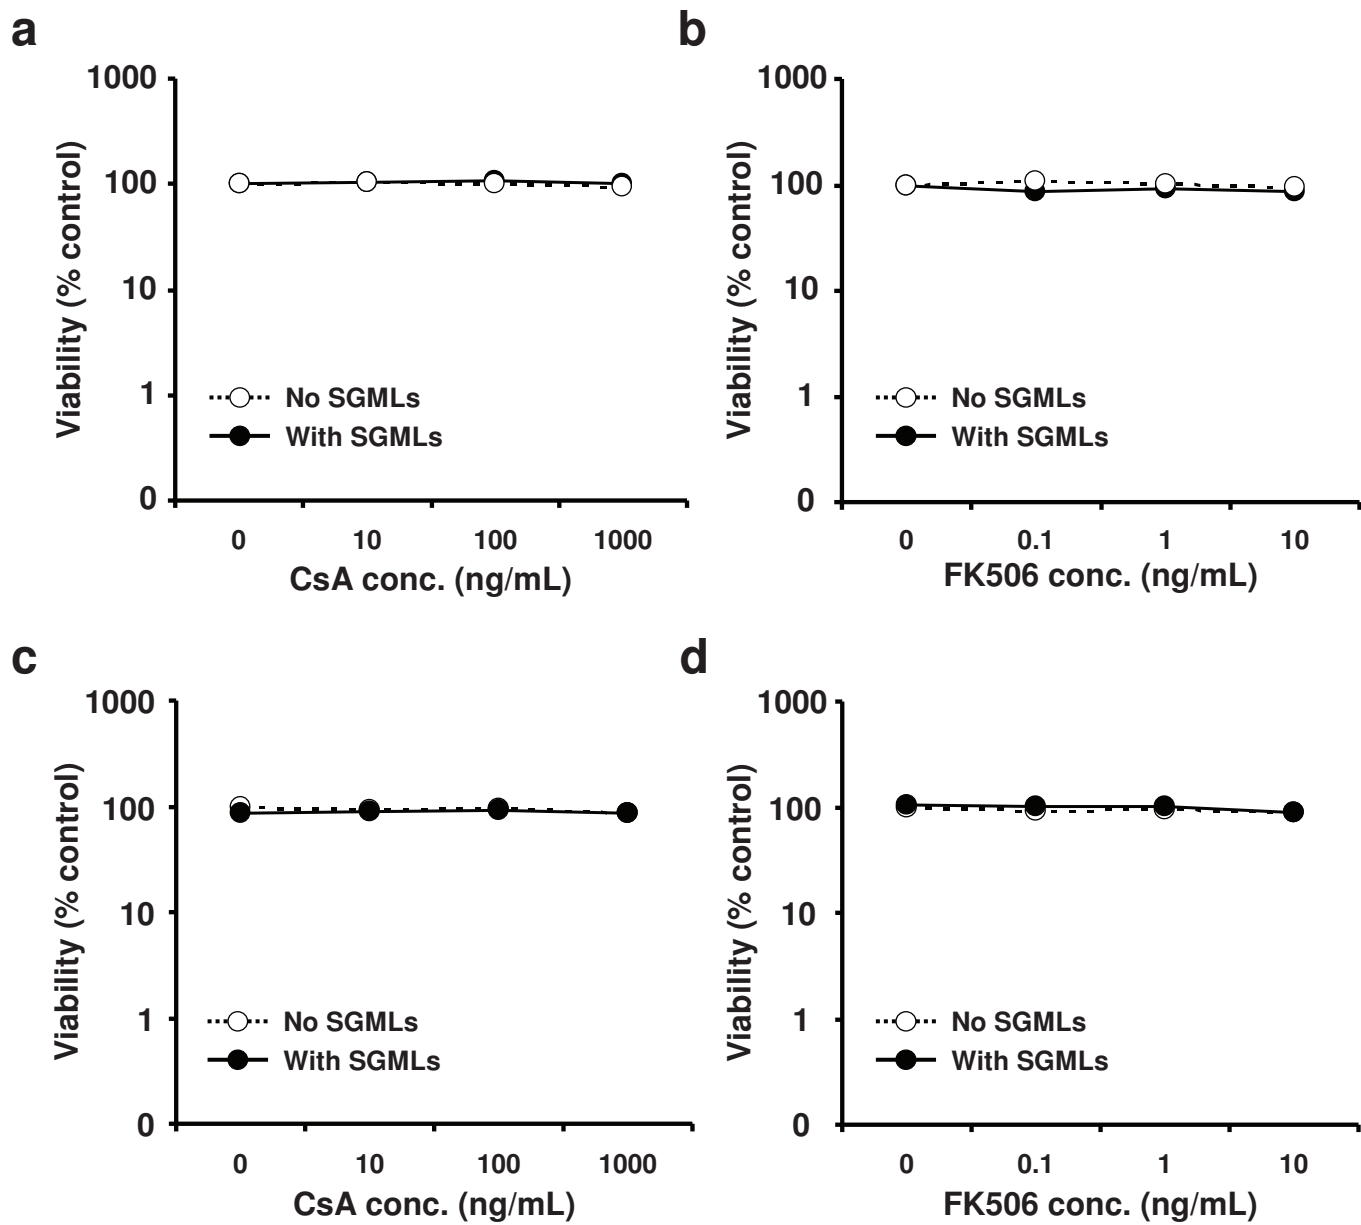 a
Viability (% control)
1000
100
10
1
0
No SGMLs
With SGMLs
0 10 100 1000
CsA conc. (ng/mL)
b
Viability (% control)
1000
100
10
1
0
No SGMLs
With SGMLs
0 0.1 1 10
FK506 conc. (ng/mL)
c
Viability (% control)
1000
100
10
1
0
No SGMLs
With SGMLs
0 10 100 1000
CsA conc. (ng/mL)
d
Viability (% control)
1000
100
10
1
0
No SGMLs
With SGMLs
0 0.1 1 10
FK506 conc. (ng/mL)